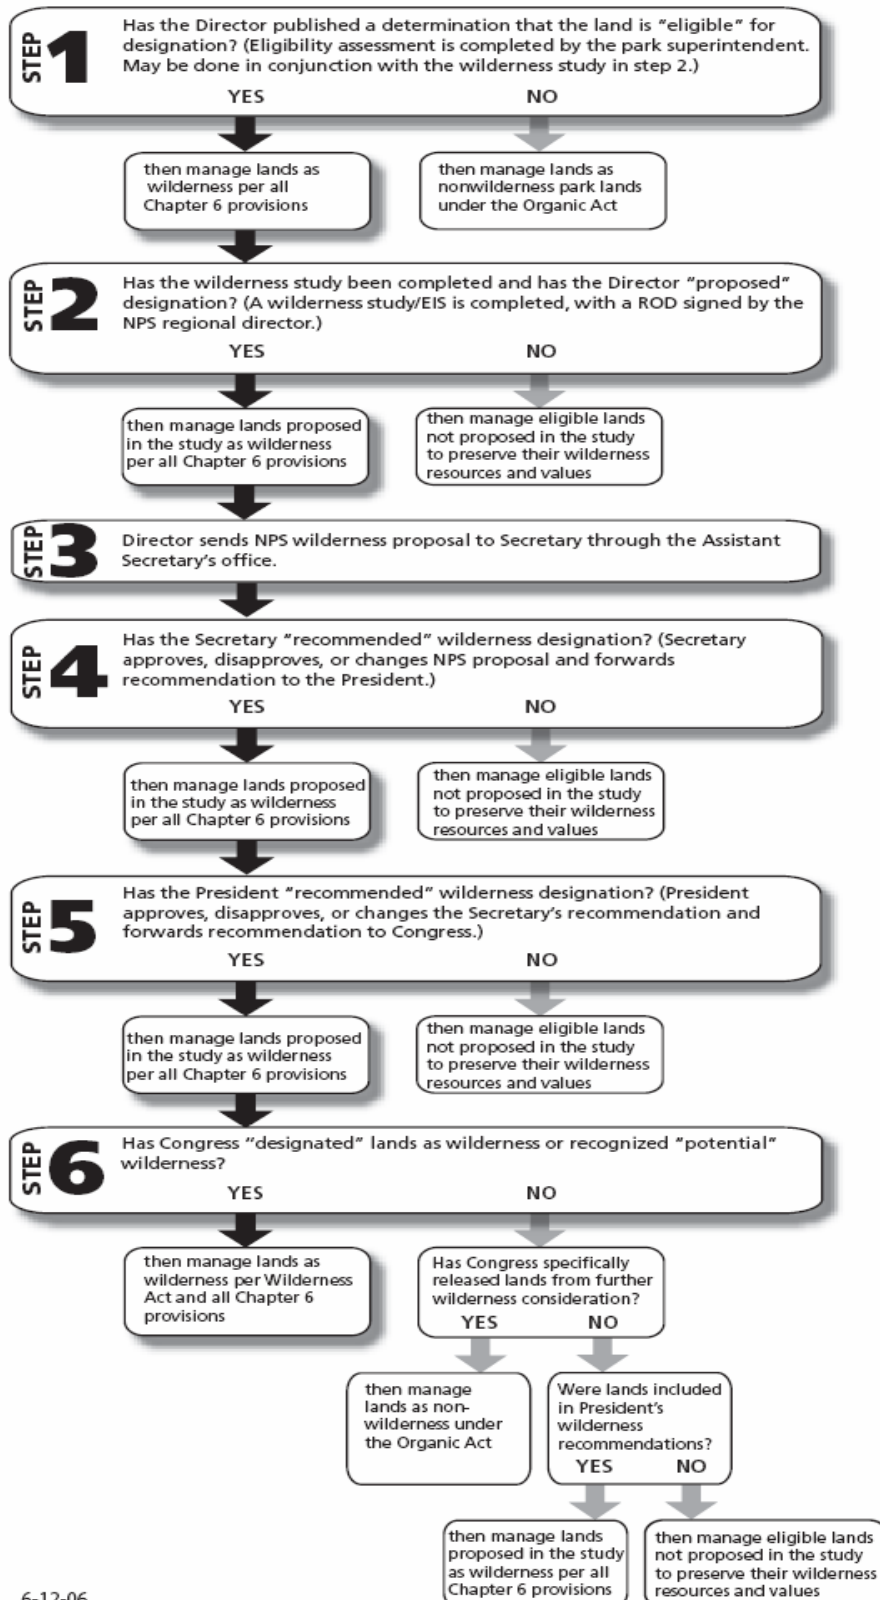 STEP 1
Has the Director published a determination that the land is “eligible” for
designation? (Eligibility assessment is completed by the park superintendent.
May be done in conjunction with the wilderness study in step 2.)
YES NO
then manage lands as
wilderness per all
Chapter 6 provisions
then manage lands as
nonwilderness park lands
under the Organic Act
STEP 2
Has the wilderness study been completed and has the Director “proposed”
designation? (A wilderness study/EIS is completed, with a ROD signed by the
NPS regional director.)
YES NO
then manage lands proposed
in the study as wilderness
per all Chapter 6 provisions
then manage eligible lands
not proposed in the study
to preserve their wilderness
resources and values
STEP 3
Director sends NPS wilderness proposal to Secretary through the Assistant
Secretary’s office.
STEP 4
Has the Secretary “recommended” wilderness designation? (Secretary
approves, disapproves, or changes NPS proposal and forwards
recommendation to the President.)
YES NO
then manage lands proposed
in the study as wilderness
per all Chapter 6 provisions
then manage eligible lands
not proposed in the study
to preserve their wilderness
resources and values
STEP 5
Has the President “recommended” wilderness designation? (President
approves, disapproves, or changes the Secretary’s recommendation and
forwards recommendation to Congress.)
YES NO
then manage lands proposed
in the study as wilderness
per all Chapter 6 provisions
then manage eligible lands
not proposed in the study
to preserve their wilderness
resources and values
STEP 6
Has Congress “designated” lands as wilderness or recognized “potential”
wilderness?
YES NO
then manage lands as
wilderness per Wilderness
Act and all Chapter 6
provisions
Has Congress specifically
released lands from further
wilderness consideration?
YES NO
then manage
lands as non-
wilderness under
the Organic Act
Were lands included
in President’s
wilderness
recommendations?
YES NO
then manage lands
proposed in the study
as wilderness per all
Chapter 6 provisions
then manage eligible lands
not proposed in the study
to preserve their wilderness
resources and values
6-12-06